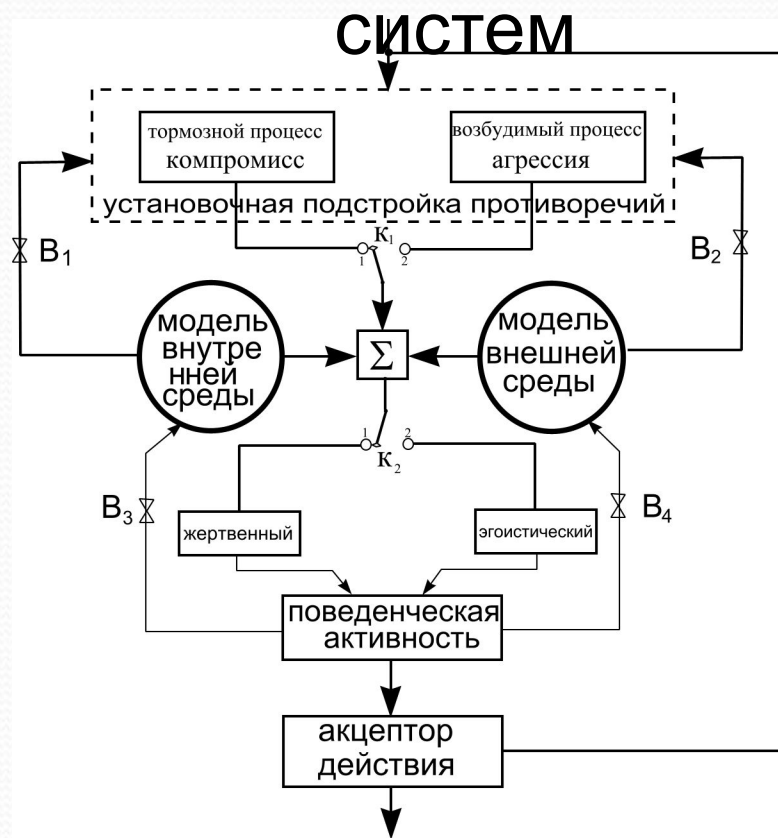 систем
тормозной процесс
компромисс
возбудимый процесс
агрессия
установочная подстройка противоречий
В₁
К₁
1
2
В₂
модель
внутре
нней
среды
Σ
модель
внешней
среды
1
2
К₂
В₃
жертвенный
эгоистический
В₄
поведенческая
активность
акцептор
действия